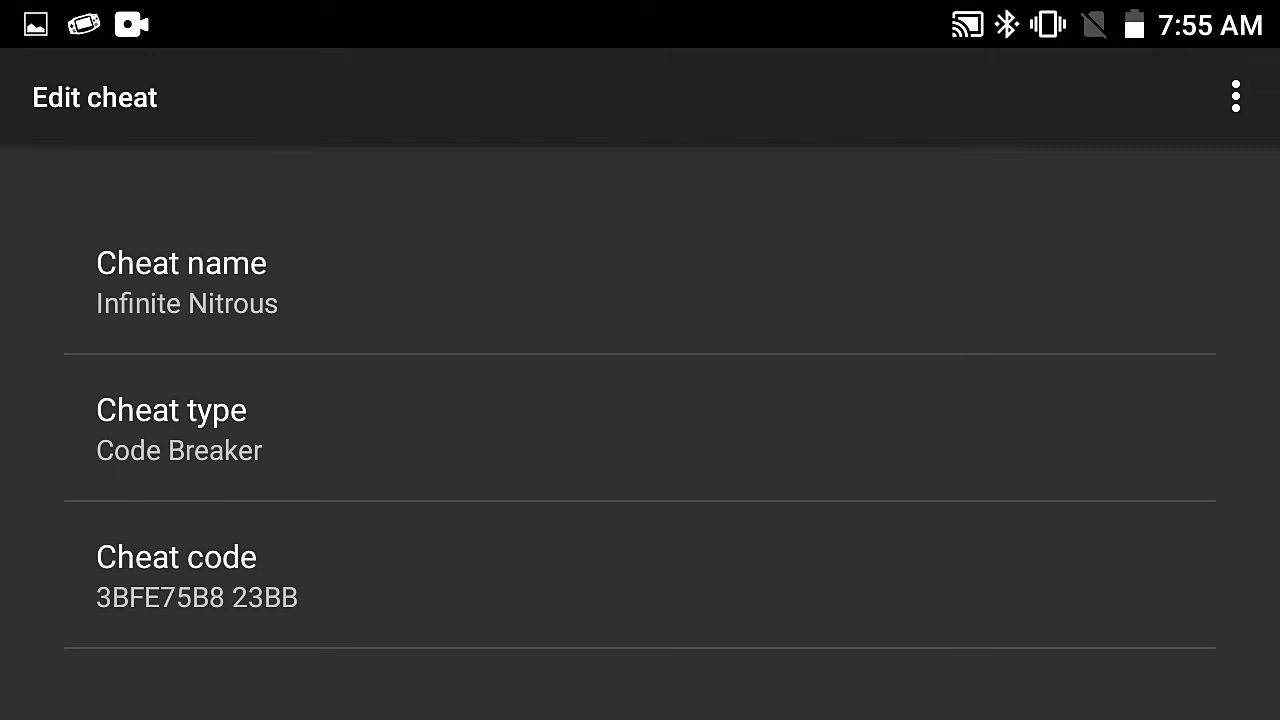 7:55 AM
Edit cheat
Cheat name
Infinite Nitrous
Cheat type
Code Breaker
Cheat code
3BFE75B8 23BB